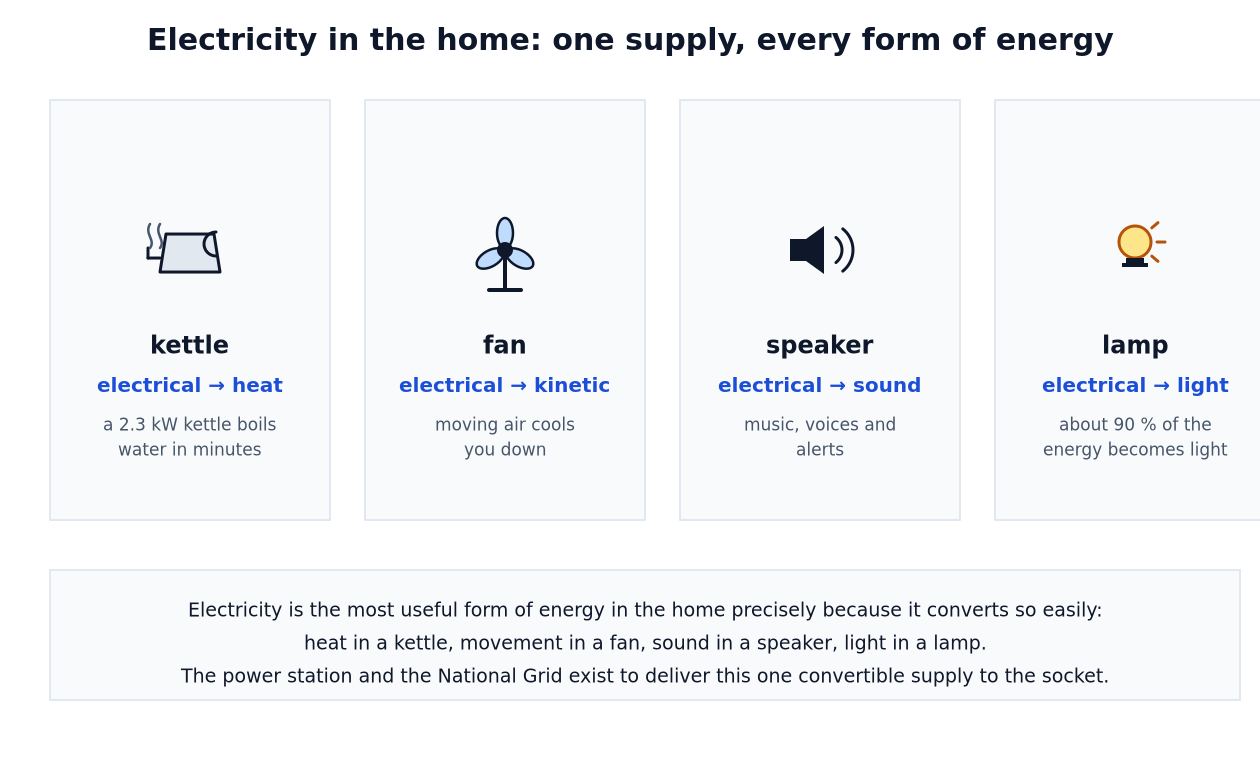 Electricity in the home: one supply, every form of energy
kettle
electrical → heat
a 2.3 kW kettle boils
water in minutes
fan
electrical → kinetic
moving air cools
you down
speaker
electrical → sound
music, voices and
alerts
lamp
electrical → light
about 90 % of the
energy becomes light
Electricity is the most useful form of energy in the home precisely because it converts so easily:
heat in a kettle, movement in a fan, sound in a speaker, light in a lamp.
The power station and the National Grid exist to deliver this one convertible supply to the socket.